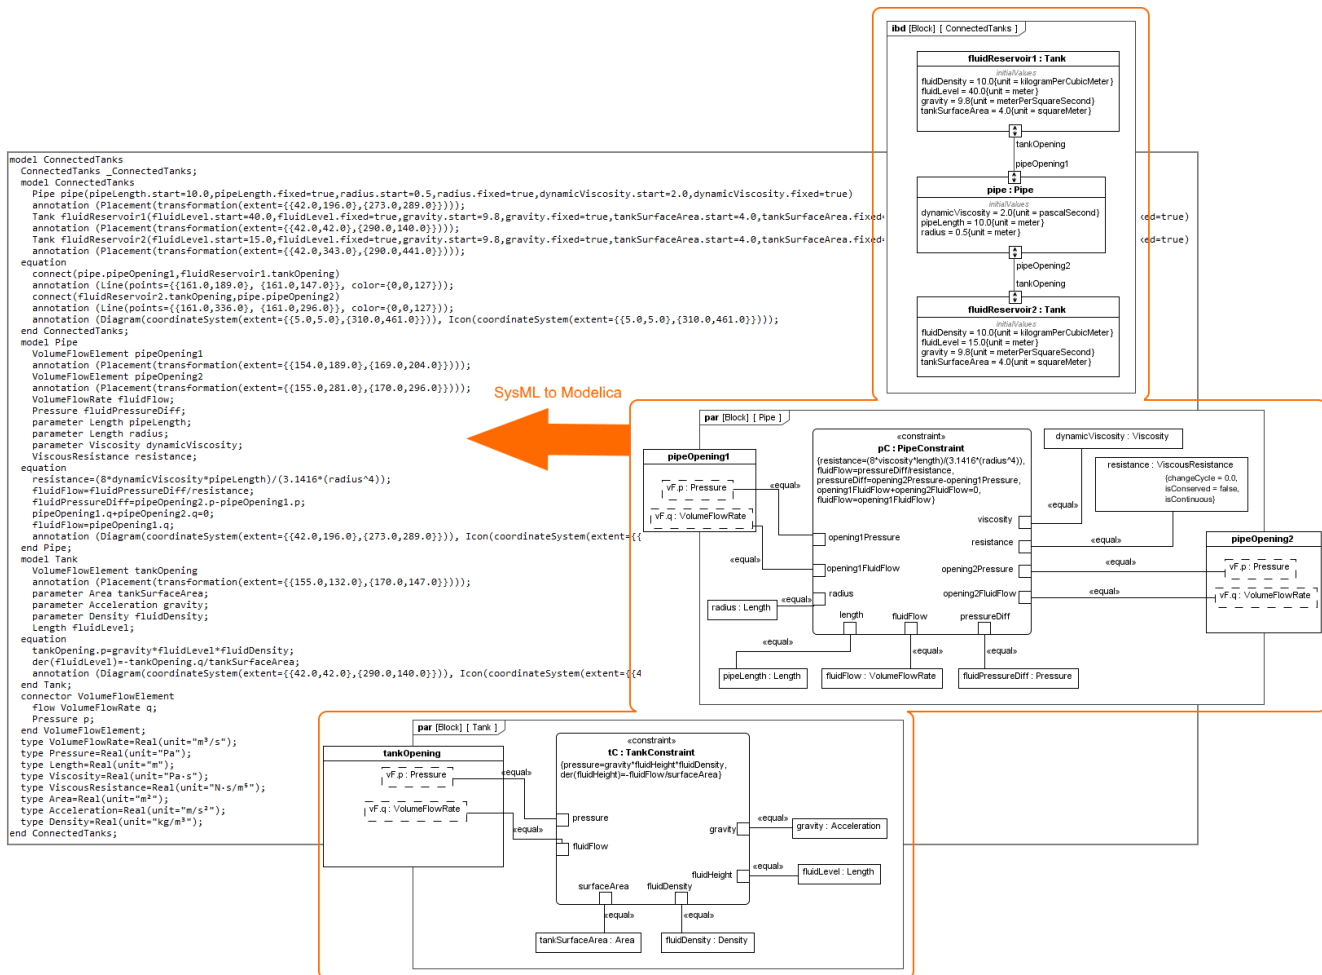 model ConnectedTanks
ConnectedTanks _ConnectedTanks;
model ConnectedTanks
Pipe pipe(pipeLength.start=10.0,pipeLength.fixed=true,radius.start=0.5,radius.fixed=true,dynamicViscosity.start=2.0,dynamicViscosity.fixed=true)
annotation (Placement(transformation(extent={{42.0,196.0},{273.0,289.0}})));
Tank fluidReservoir1(fluidLevel.start=40.0,fluidLevel.fixed=true,gravity.start=9.8,gravity.fixed=true,tankSurfaceArea.start=4.0,tankSurfaceArea.fixed=
xed=true)
annotation (Placement(transformation(extent={{42.0,42.0},{290.0,140.0}})));
Tank fluidReservoir2(fluidLevel.start=15.0,fluidLevel.fixed=true,gravity.start=9.8,gravity.fixed=true,tankSurfaceArea.start=4.0,tankSurfaceArea.fixed=
xed=true)
annotation (Placement(transformation(extent={{42.0,343.0},{290.0,441.0}})));
equation
connect(pipe.pipeOpening1,fluidReservoir1.tankOpening)
annotation (Line(points={{161.0,189.0}, {161.0,147.0}}, color={0,0,127}));
connect(fluidReservoir2.tankOpening,pipe.pipeOpening2)
annotation (Line(points={{161.0,336.0}, {161.0,296.0}}, color={0,0,127}));
annotation (Diagram(coordinateSystem(extent={{5.0,5.0},{310.0,461.0}})), Icon(coordinateSystem(extent={{5.0,5.0},{310.0,461.0}})));
end ConnectedTanks;
model Pipe
VolumeFlowElement pipeOpening1
annotation (Placement(transformation(extent={{154.0,189.0},{169.0,204.0}})));
VolumeFlowElement pipeOpening2
annotation (Placement(transformation(extent={{155.0,281.0},{170.0,296.0}})));
VolumeFlowRate fluidFlow;
Pressure fluidPressureDiff;
parameter Length pipeLength;
parameter Length radius;
parameter Viscosity dynamicViscosity;
ViscousResistance resistance;
equation
resistance=(8*dynamicViscosity*pipeLength)/(3.1416*(radius^4));
fluidFlow=fluidPressureDiff/resistance;
fluidPressureDiff=pipeOpening2.p-pipeOpening1.p;
pipeOpening1.q+pipeOpening2.q=0;
fluidFlow=pipeOpening1.q;
annotation (Diagram(coordinateSystem(extent={{42.0,196.0},{273.0,289.0}})), Icon(coordinateSystem(extent={{
end Pipe;
model Tank
VolumeFlowElement tankOpening
annotation (Placement(transformation(extent={{155.0,132.0},{170.0,147.0}})));
parameter Area tankSurfaceArea;
parameter Acceleration gravity;
parameter Density fluidDensity;
Length fluidLevel;
equation
tankOpening.p=gravity*fluidLevel*fluidDensity;
der(fluidLevel)=-tankOpening.q/tankSurfaceArea;
annotation (Diagram(coordinateSystem(extent={{42.0,42.0},{290.0,140.0}})), Icon(coordinateSystem(extent={{4
end Tank;
connector VolumeFlowElement
flow VolumeFlowRate q;
Pressure p;
end VolumeFlowElement;
type VolumeFlowRate=Real(unit="m³/s");
type Pressure=Real(unit="Pa");
type Length=Real(unit="m");
type Viscosity=Real(unit="Pa·s");
type ViscousResistance=Real(unit="N·s/m⁵");
type Area=Real(unit="m²");
type Acceleration=Real(unit="m/s²");
type Density=Real(unit="kg/m³");
end ConnectedTanks;
SysML to Modelica
ibd [Block] [ ConnectedTanks ]
fluidReservoir1 : Tank
initialValues
fluidDensity = 10.0{unit = kilogramPerCubicMeter}
fluidLevel = 40.0{unit = meter}
gravity = 9.8{unit = meterPerSquareSecond}
tankSurfaceArea = 4.0{unit = squareMeter}
tankOpening
pipeOpening1
pipe : Pipe
initialValues
dynamicViscosity = 2.0{unit = pascalSecond}
pipeLength = 10.0{unit = meter}
radius = 0.5{unit = meter}
pipeOpening2
tankOpening
fluidReservoir2 : Tank
initialValues
fluidDensity = 10.0{unit = kilogramPerCubicMeter}
fluidLevel = 15.0{unit = meter}
gravity = 9.8{unit = meterPerSquareSecond}
tankSurfaceArea = 4.0{unit = squareMeter}
par [Block] [ Pipe ]
pipeOpening1
vF.p : Pressure
vF.q : VolumeFlowRate
«constraint»
pC : PipeConstraint
{resistance=(8*viscosity*length)/(3.1416*(radius^4)),
fluidFlow=pressureDiff/resistance,
pressureDiff=opening2Pressure-opening1Pressure,
opening1FluidFlow+opening2FluidFlow=0,
fluidFlow=opening1FluidFlow}
dynamicViscosity : Viscosity
resistance : ViscousResistance
{changeCycle = 0.0,
isConserved = false,
isContinuous}
«equal»
«equal»
viscosity
opening1Pressure
resistance
«equal»
«equal»
opening1FluidFlow
opening2Pressure
«equal»
radius
opening2FluidFlow
«equal»
pipeOpening2
vF.p : Pressure
vF.q : VolumeFlowRate
radius : Length
«equal»
length
fluidFlow
pressureDiff
«equal»
«equal»
«equal»
pipeLength : Length
fluidFlow : VolumeFlowRate
fluidPressureDiff : Pressure
par [Block] [ Tank ]
tankOpening
vF.p : Pressure
vF.q : VolumeFlowRate
«constraint»
tC : TankConstraint
{pressure=gravity*fluidHeight*fluidDensity,
der(fluidHeight)=-fluidFlow/surfaceArea}
«equal»
pressure
«equal»
fluidFlow
gravity
«equal»
gravity : Acceleration
fluidHeight
«equal»
fluidLevel : Length
surfaceArea
fluidDensity
«equal»
«equal»
tankSurfaceArea : Area
fluidDensity : Density